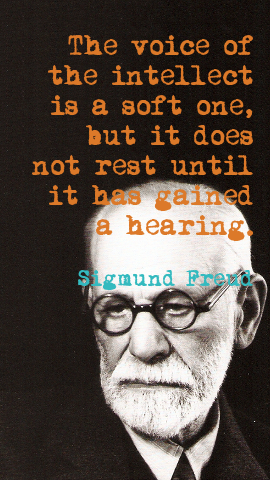 The voice of
the intellect
is a soft one,
but it does
not rest until
it has gained
a hearing.
Sigmund Freud